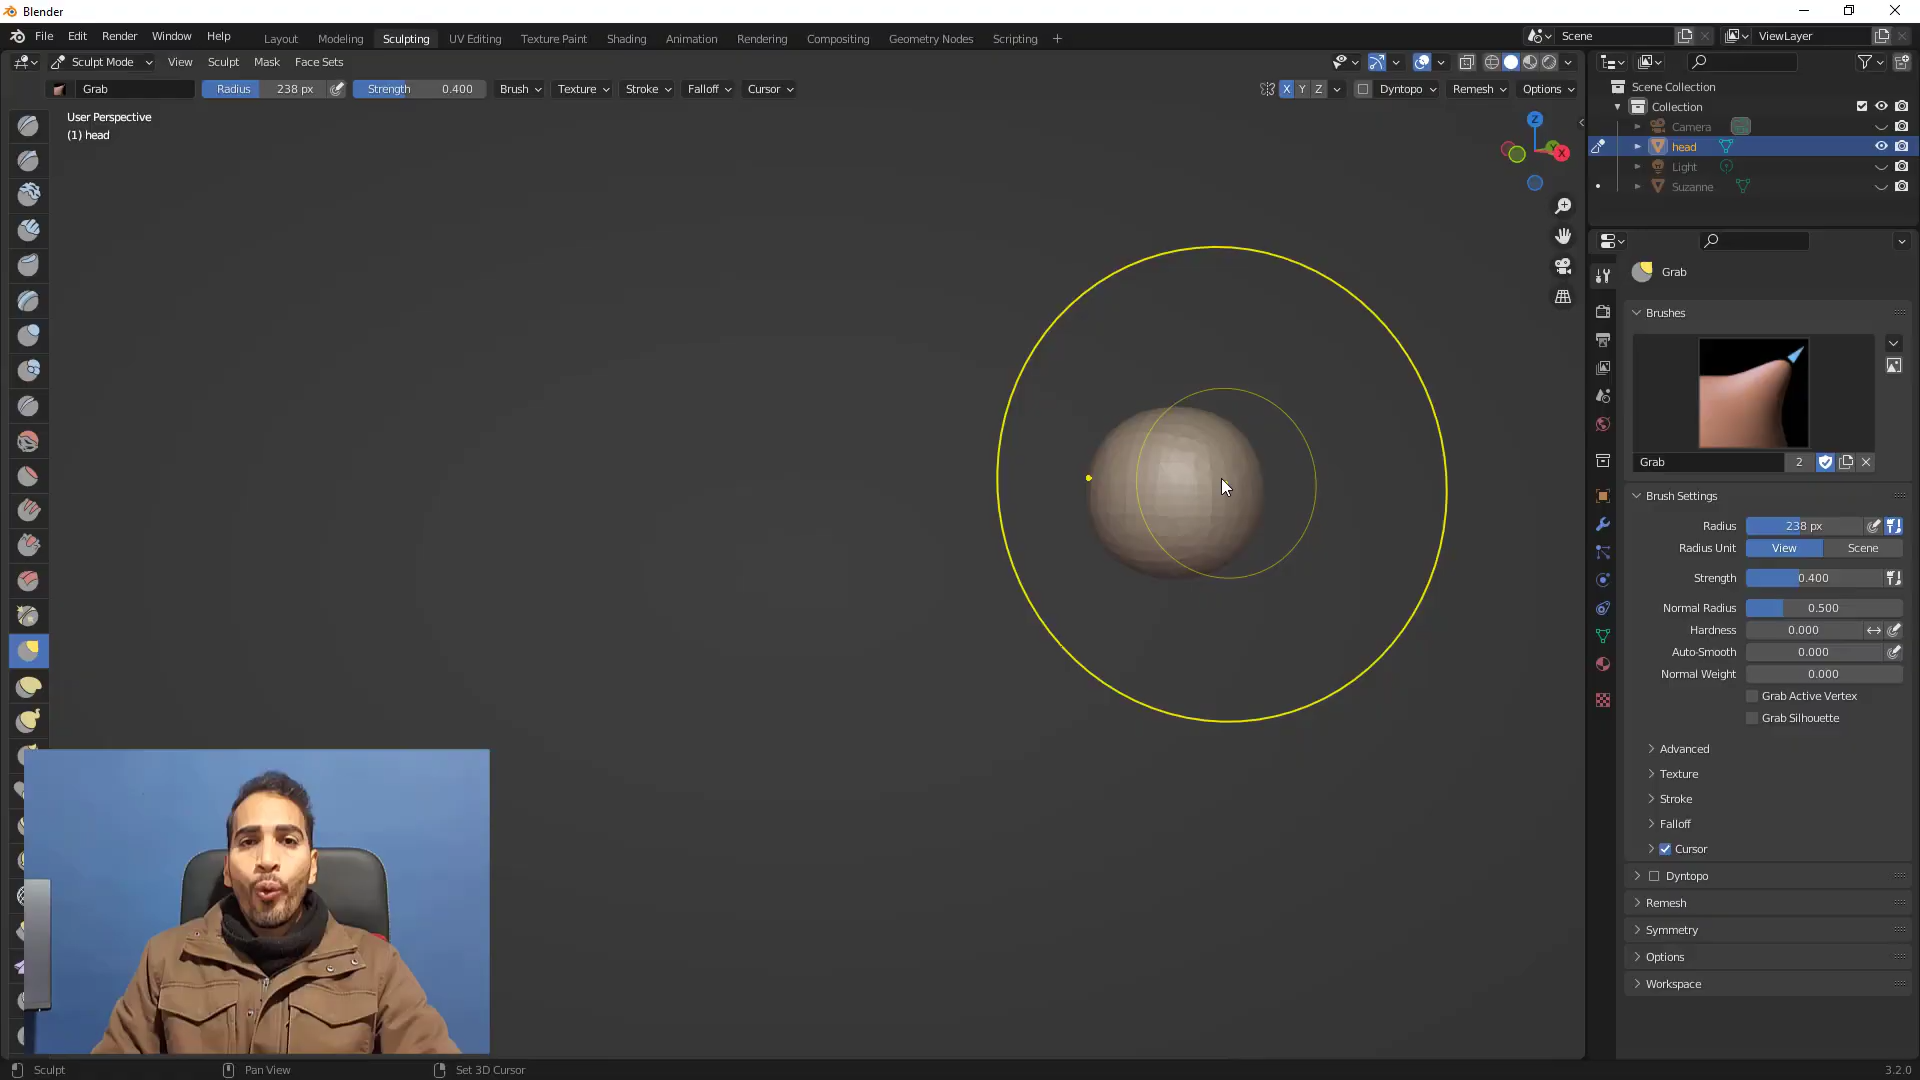 Blender
File Edit Render Window Help Layout Modeling Sculpting UV Editing Texture Paint Shading Animation Rendering Compositing Geometry Nodes Scripting + Scene ViewLayer
Sculpt Mode View Sculpt Mask Face Sets
Grab Radius 238 px Strength 0.400 Brush Texture Stroke Falloff Cursor X Y Z Dyntopo Remesh Options
User Perspective
(1) head
Z
X
Scene Collection
Collection
Camera
head
Light
Suzanne
Grab
Brushes
Grab 2
Brush Settings
Radius 238 px
Radius Unit View Scene
Strength 0.400
Normal Radius 0.500
Hardness 0.000
Auto-Smooth 0.000
Normal Weight 0.000
Grab Active Vertex
Grab Silhouette
Advanced
Texture
Stroke
Falloff
Cursor
Dyntopo
Remesh
Symmetry
Options
Workspace
Sculpt Pan View Set 3D Cursor 3.2.0